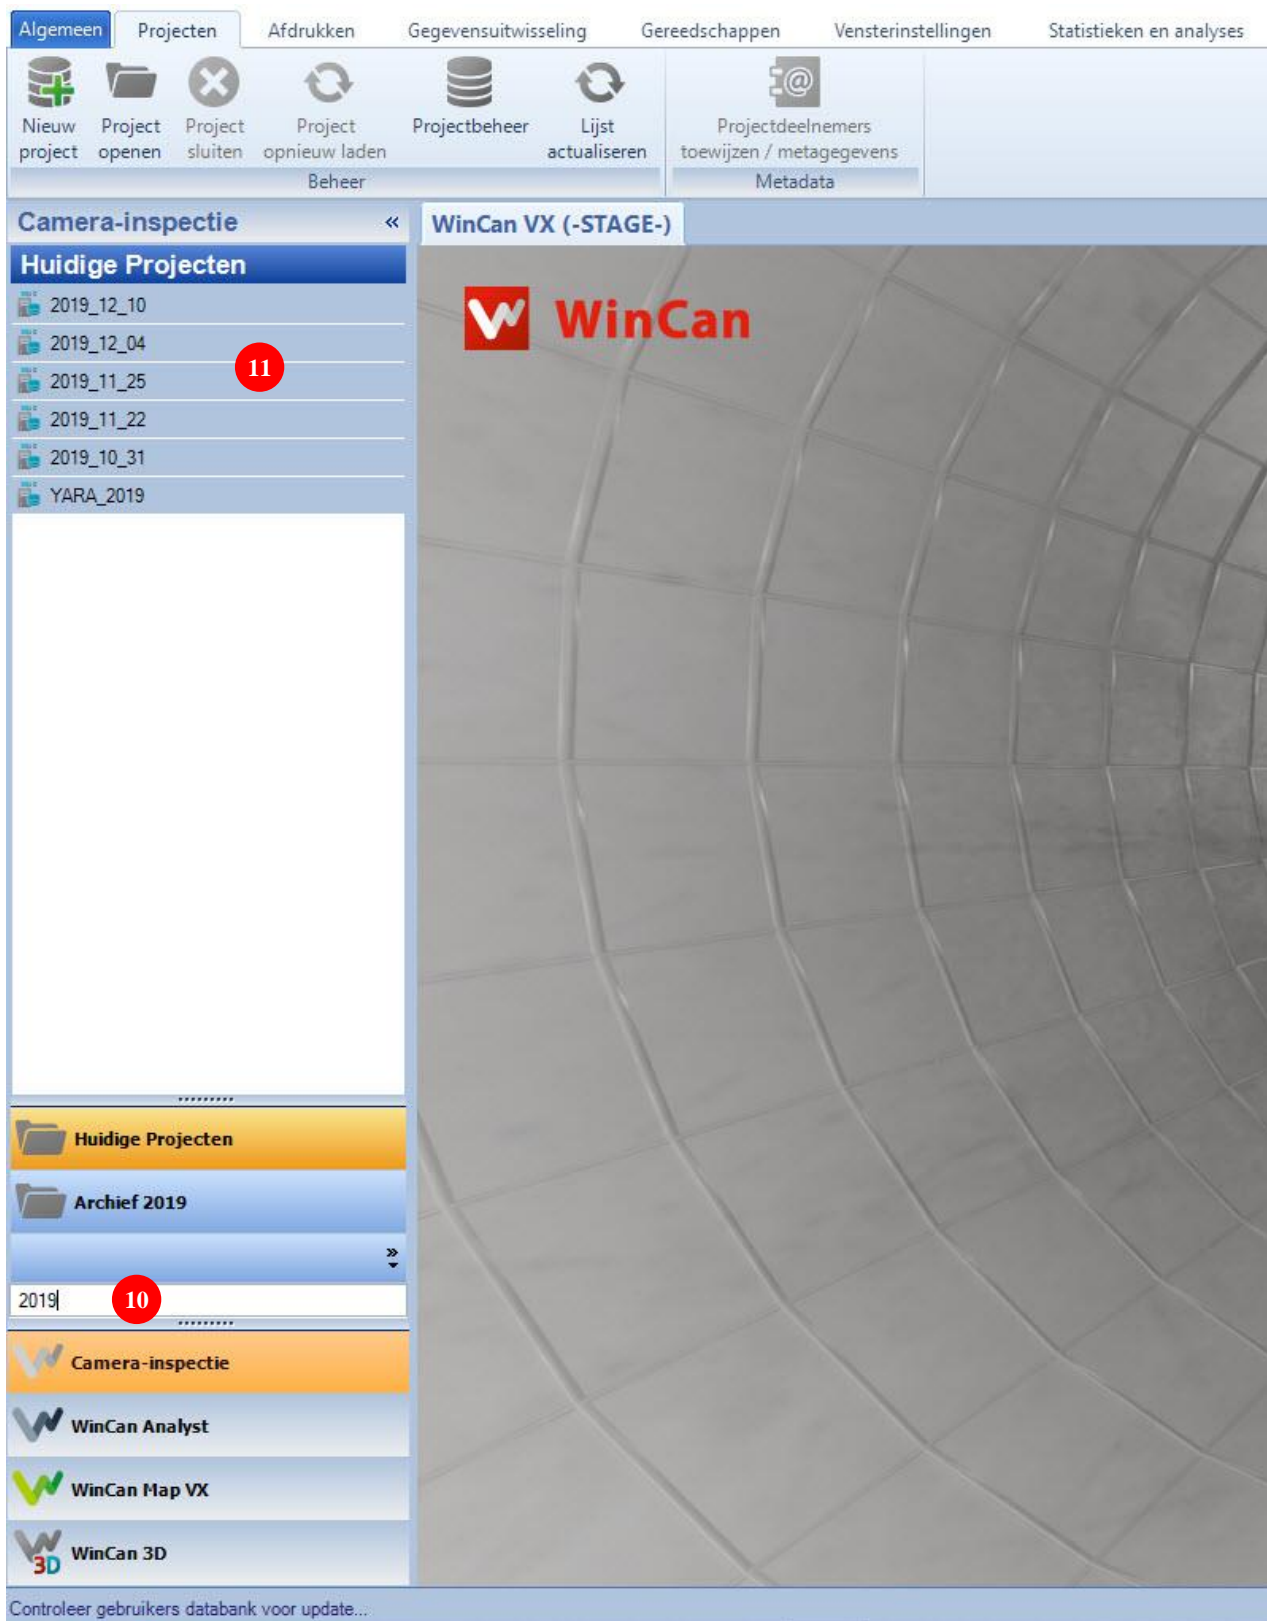 Algemeen Projecten Afdrukken Gegevensuitwisseling Gereedschappen Vensterinstellingen Statistieken en analyses
Nieuw project
Project openen
Project sluiten
Project opnieuw laden
Projectbeheer
Lijst actualiseren
Projectdeelnemers toewijzen / metagegevens
Beheer
Metadata
Camera-inspectie «
WinCan VX (-STAGE-)
Huidige Projecten
2019_12_10
2019_12_04
11
2019_11_25
2019_11_22
2019_10_31
YARA_2019
WinCan
Huidige Projecten
Archief 2019
»
2019
10
Camera-inspectie
WinCan Analyst
WinCan Map VX
3D
WinCan 3D
Controleer gebruikers databank voor update...